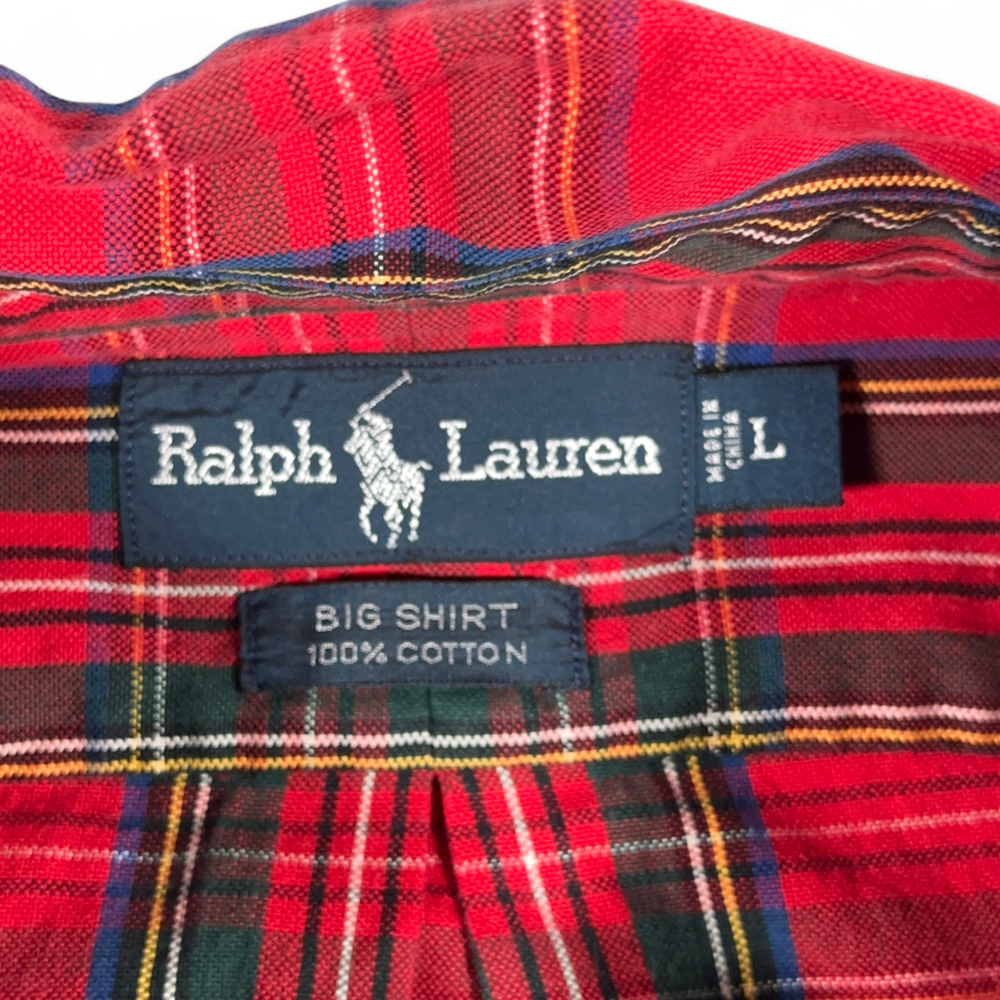 Ralph Lauren
MADE IN
CHINA
L
BIG SHIRT
100% COTTON